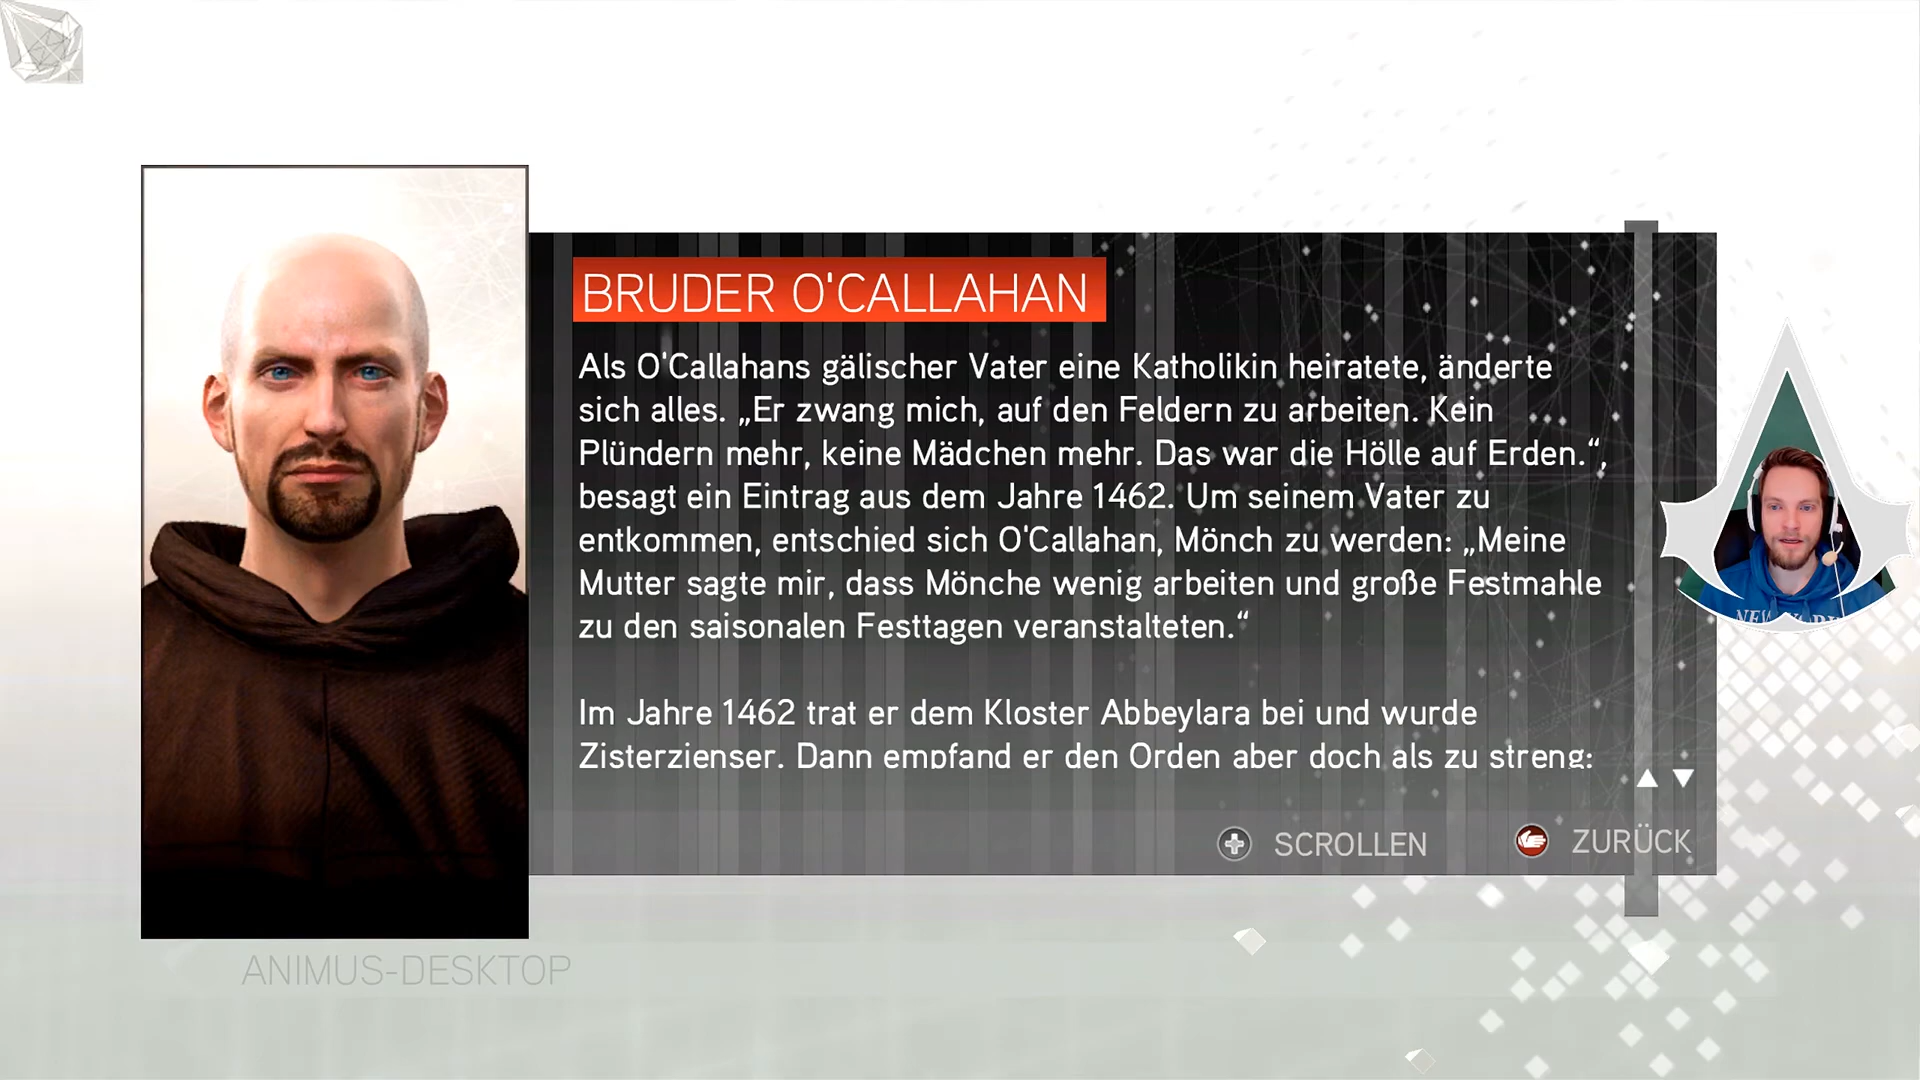 BRUDER O'CALLAHAN
Als O'Callahans gälischer Vater eine Katholikin heiratete, änderte
sich alles. „Er zwang mich, auf den Feldern zu arbeiten. Kein
Plündern mehr, keine Mädchen mehr. Das war die Hölle auf Erden.“,
besagt ein Eintrag aus dem Jahre 1462. Um seinem Vater zu
entkommen, entschied sich O'Callahan, Mönch zu werden: „Meine
Mutter sagte mir, dass Mönche wenig arbeiten und große Festmahle
zu den saisonalen Festtagen veranstalteten.“
Im Jahre 1462 trat er dem Kloster Abbeylara bei und wurde
Zisterzienser. Dann empfand er den Orden aber doch als zu streng:
SCROLLEN
ZURÜCK
ANIMUS-DESKTOP